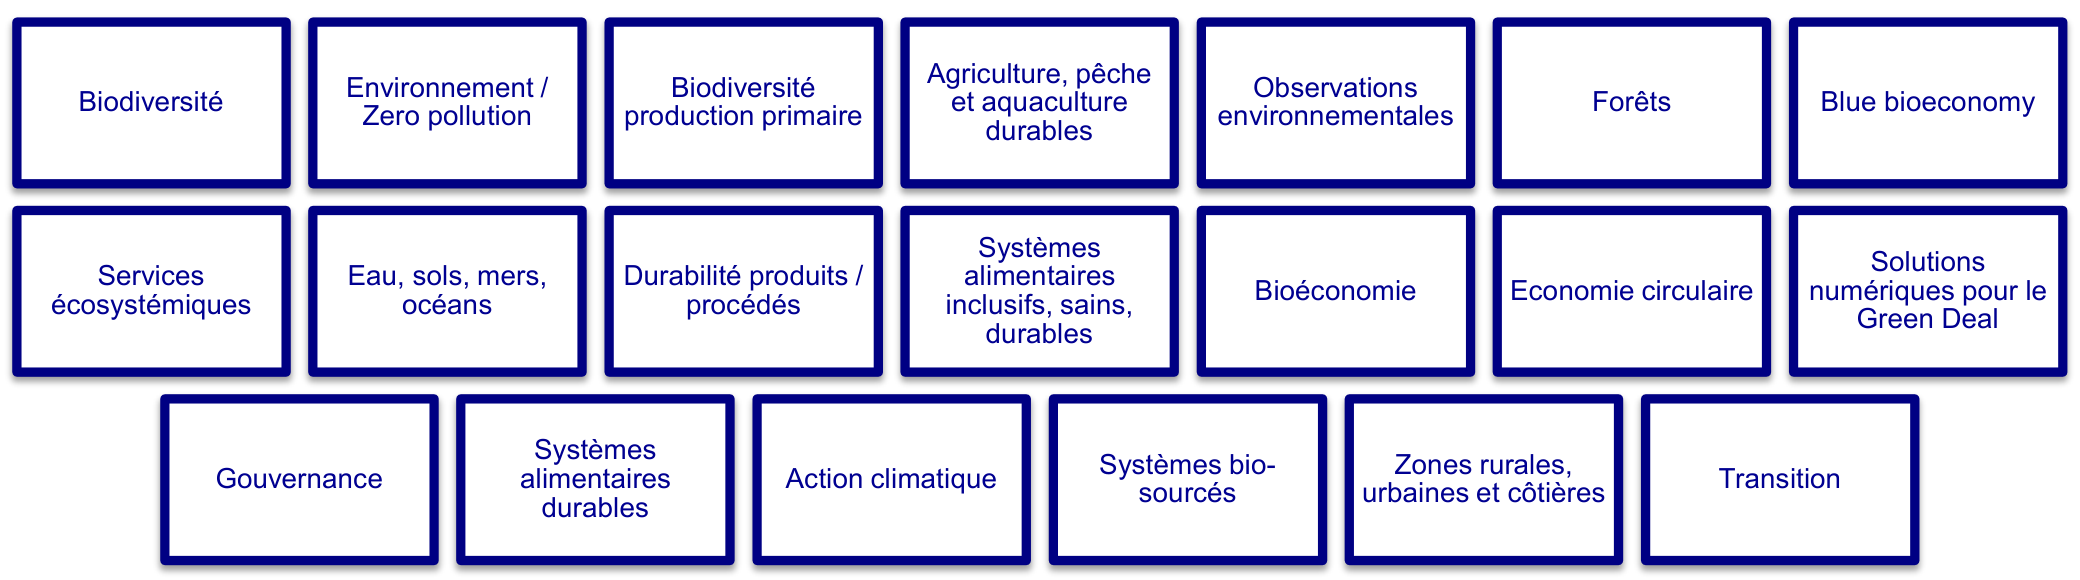 Biodiversité
Environnement /
Zero pollution
Biodiversité
production primaire
Agriculture, pêche
et aquaculture
durables
Observations
environnementales
Forêts
Blue bioeconomy
Services
écosystémiques
Eau, sols, mers,
océans
Durabilité produits /
procédés
Systèmes
alimentaires
inclusifs, sains,
durables
Bioéconomie
Economie circulaire
Solutions
numériques pour le
Green Deal
Gouvernance
Systèmes
alimentaires
durables
Action climatique
Systèmes bio-
sourcés
Zones rurales,
urbaines et côtières
Transition